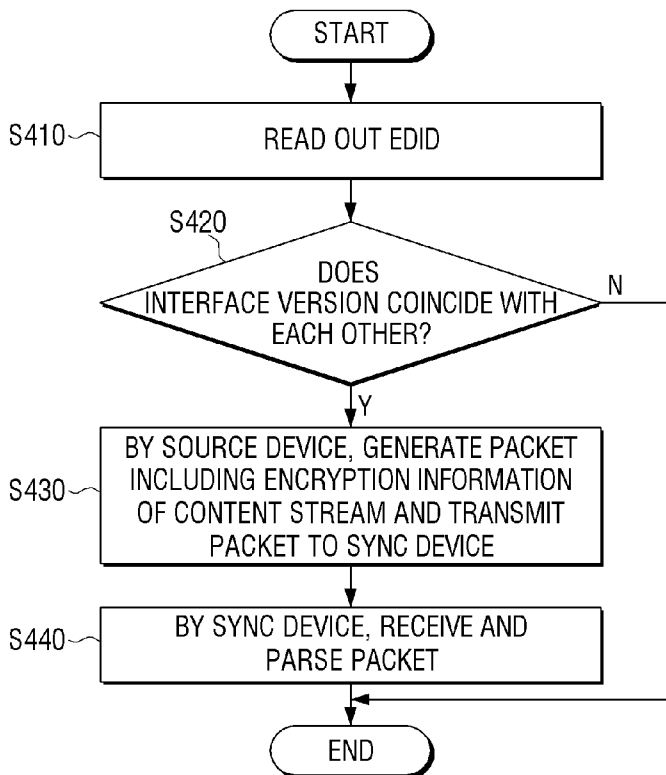 START
S410
READ OUT EDID
S420
DOES
INTERFACE VERSION COINCIDE WITH
EACH OTHER?
N
Y
S430
BY SOURCE DEVICE, GENERATE PACKET
INCLUDING ENCRYPTION INFORMATION
OF CONTENT STREAM AND TRANSMIT
PACKET TO SYNC DEVICE
S440
BY SYNC DEVICE, RECEIVE AND
PARSE PACKET
END